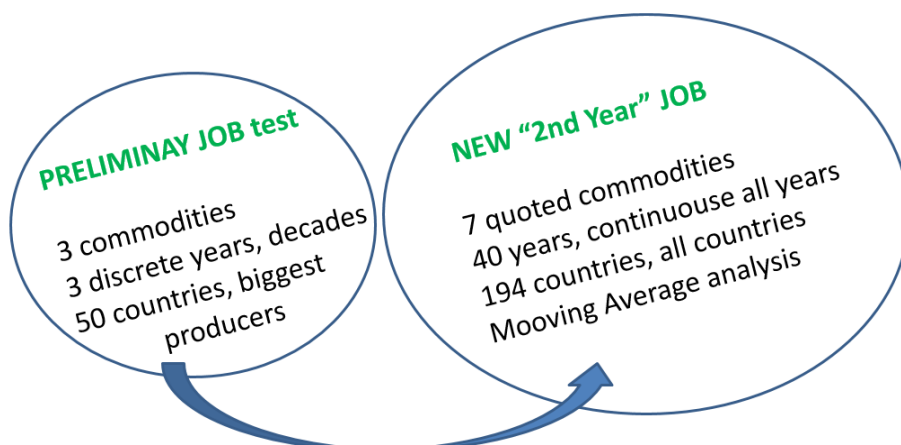 PRELIMINAY JOB test
3 commodities
3 discrete years, decades
50 countries, biggest
producers
NEW “2nd Year” JOB
7 quoted commodities
40 years, continuouse all years
194 countries, all countries
Mooving Average analysis